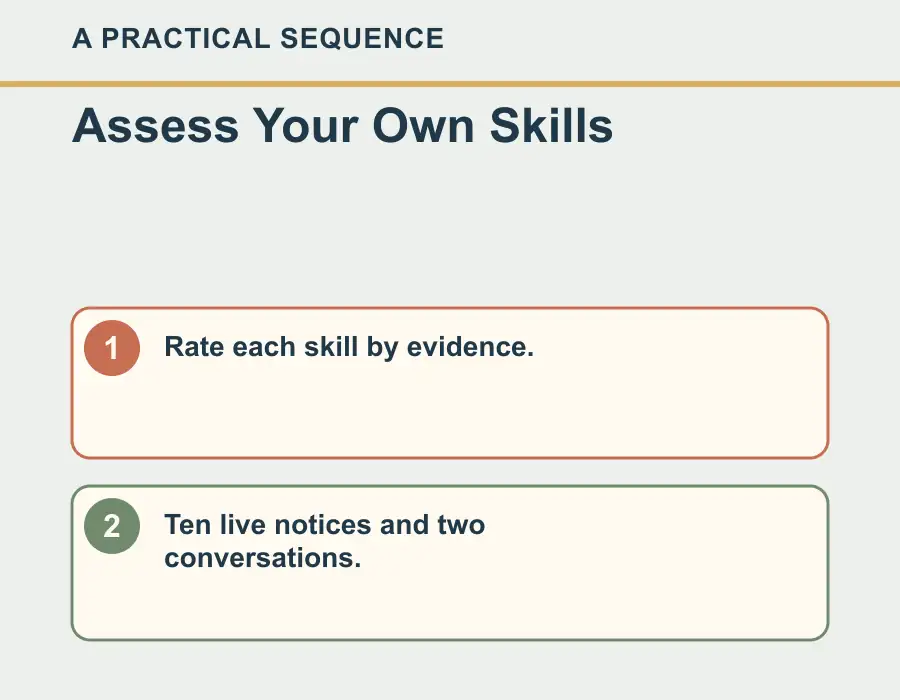 A PRACTICAL SEQUENCE
Assess Your Own Skills
1
Rate each skill by evidence.
2
Ten live notices and two
conversations.